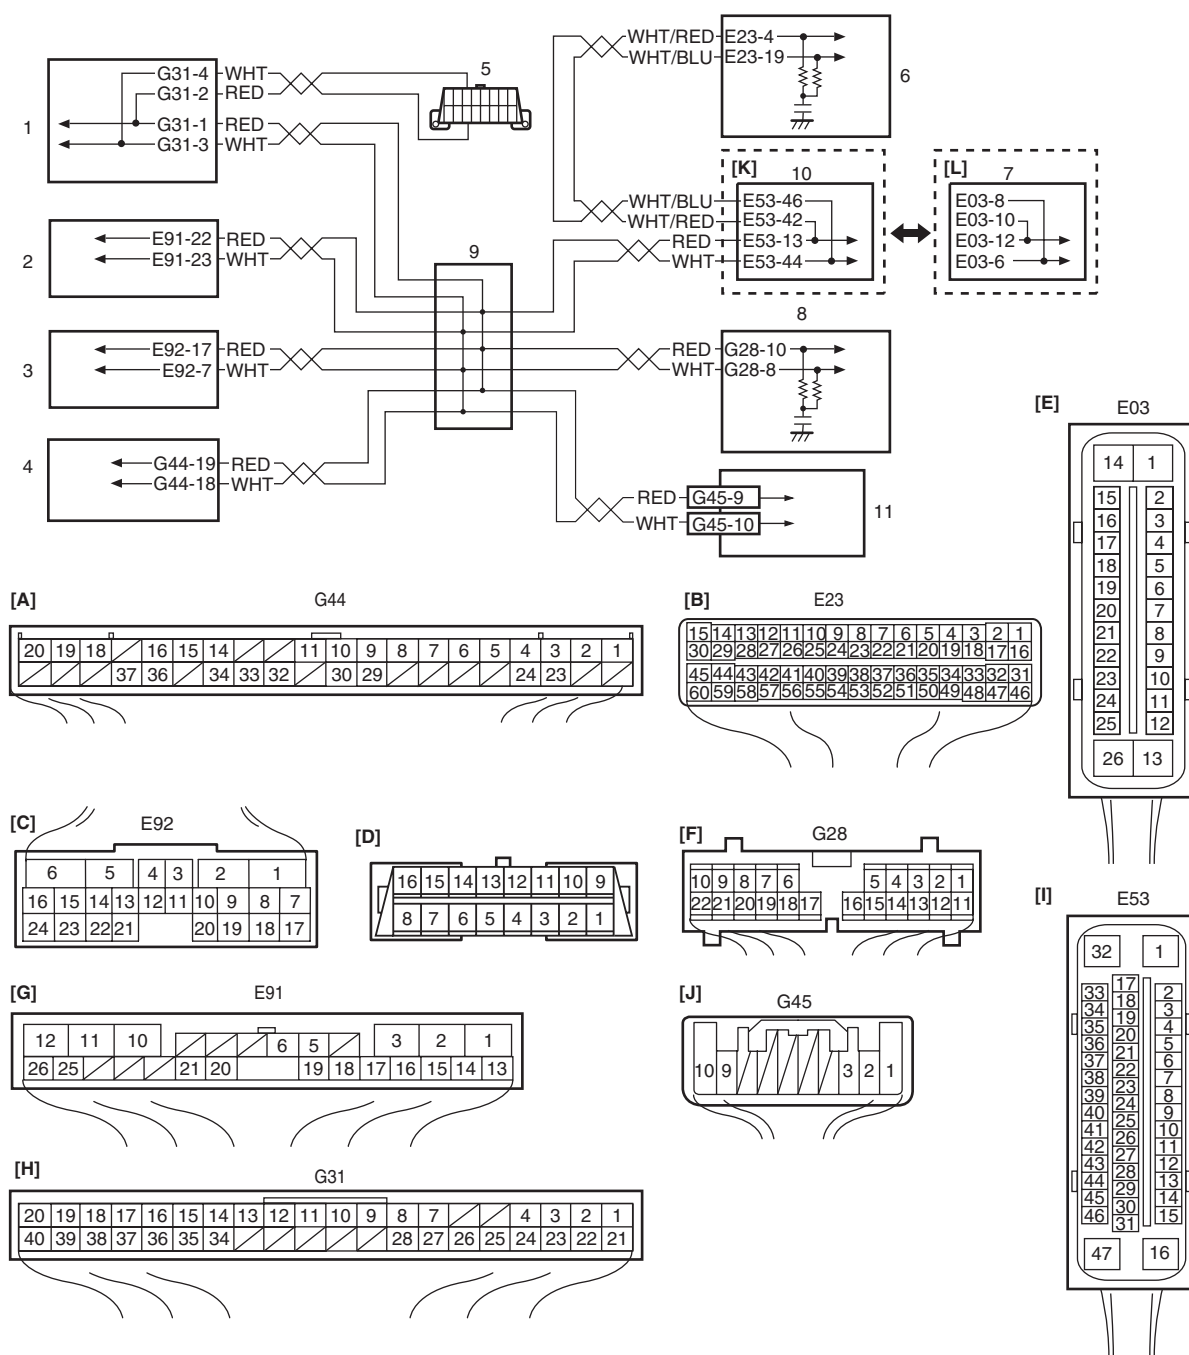 G31-4 WHT
G31-2 RED
G31-1 RED
G31-3 WHT
1
5
WHT/RED E23-4
WHT/BLU E23-19
6
E91-22 RED
E91-23 WHT
2
[K] 10
WHT/BLU E53-46
WHT/RED E53-42
RED E53-13
WHT E53-44
[L] 7
E03-8
E03-10
E03-12
E03-6
9
E92-17 RED
E92-7 WHT
3
8
RED G28-10
WHT G28-8
G44-19 RED
G44-18 WHT
4
RED G45-9
WHT G45-10
11
[A] G44
20 19 18 16 15 14 11 10 9 8 7 6 5 4 3 2 1
37 36 34 33 32 30 29 24 23
[B] E23
15 14 13 12 11 10 9 8 7 6 5 4 3 2 1
30 29 28 27 26 25 24 23 22 21 20 19 18 17 16
45 44 43 42 41 40 39 38 37 36 35 34 33 32 31
60 59 58 57 56 55 54 53 52 51 50 49 48 47 46
[E] E03
14 1
15 2
16 3
17 4
18 5
19 6
20 7
21 8
22 9
23 10
24 11
25 12
26 13
[C] E92
6 5 4 3 2 1
16 15 14 13 12 11 10 9 8 7
24 23 22 21 20 19 18 17
[D]
16 15 14 13 12 11 10 9
8 7 6 5 4 3 2 1
[F] G28
10 9 8 7 6 5 4 3 2 1
22 21 20 19 18 17 16 15 14 13 12 11
[G] E91
12 11 10 6 5 3 2 1
26 25 21 20 19 18 17 16 15 14 13
[J] G45
10 9 3 2 1
[H] G31
20 19 18 17 16 15 14 13 12 11 10 9 8 7 4 3 2 1
40 39 38 37 36 35 34 28 27 26 25 24 23 22 21
[I] E53
32 1
17
33 2
18
34 3
19
35 4
20
36 5
21
37 6
22
38 7
23
39 8
24
40 9
25
41 10
26
42 11
27
43 12
28
44 13
29
45 14
30
46 15
31
47 16